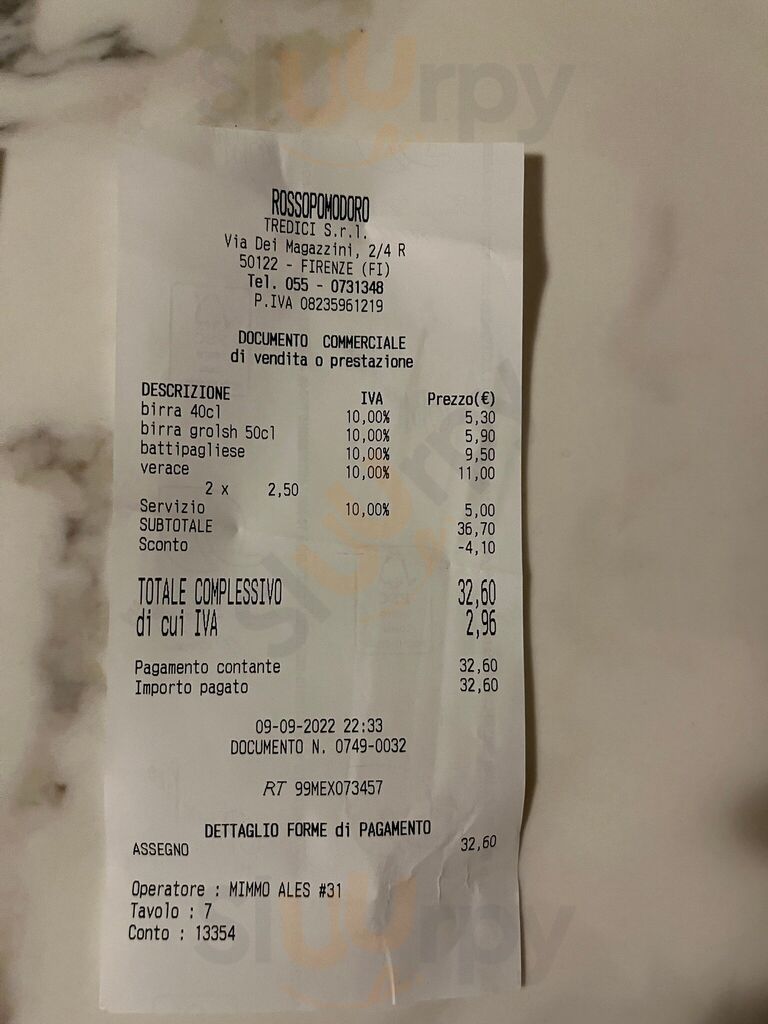 sluurpy
ROSSOPOMODORO
TREDICI S.r.l.
Via Dei Magazzini, 2/4 R
50122 - FIRENZE (FI)
Tel. 055 - 0731348
P.IVA 08235961219
DOCUMENTO COMMERCIALE
di vendita o prestazione
DESCRIZIONE IVA Prezzo(€)
birra 40cl 10,00% 5,30
birra grolsh 50cl 10,00% 5,90
battipagliese 10,00% 9,50
verace 10,00% 11,00
2 x 2,50
Servizio 10,00% 5,00
SUBTOTALE 36,70
Sconto -4,10
sluurpy
TOTALE COMPLESSIVO 32,60
di cui IVA 2,96
Pagamento contante 32,60
Importo pagato 32,60
09-09-2022 22:33
DOCUMENTO N. 0749-0032
RT 99MEX073457
DETTAGLIO FORME di PAGAMENTO
ASSEGNO 32,60
Operatore : MIMMO ALES #31
Tavolo : 7
Conto : 13354
sluurpy